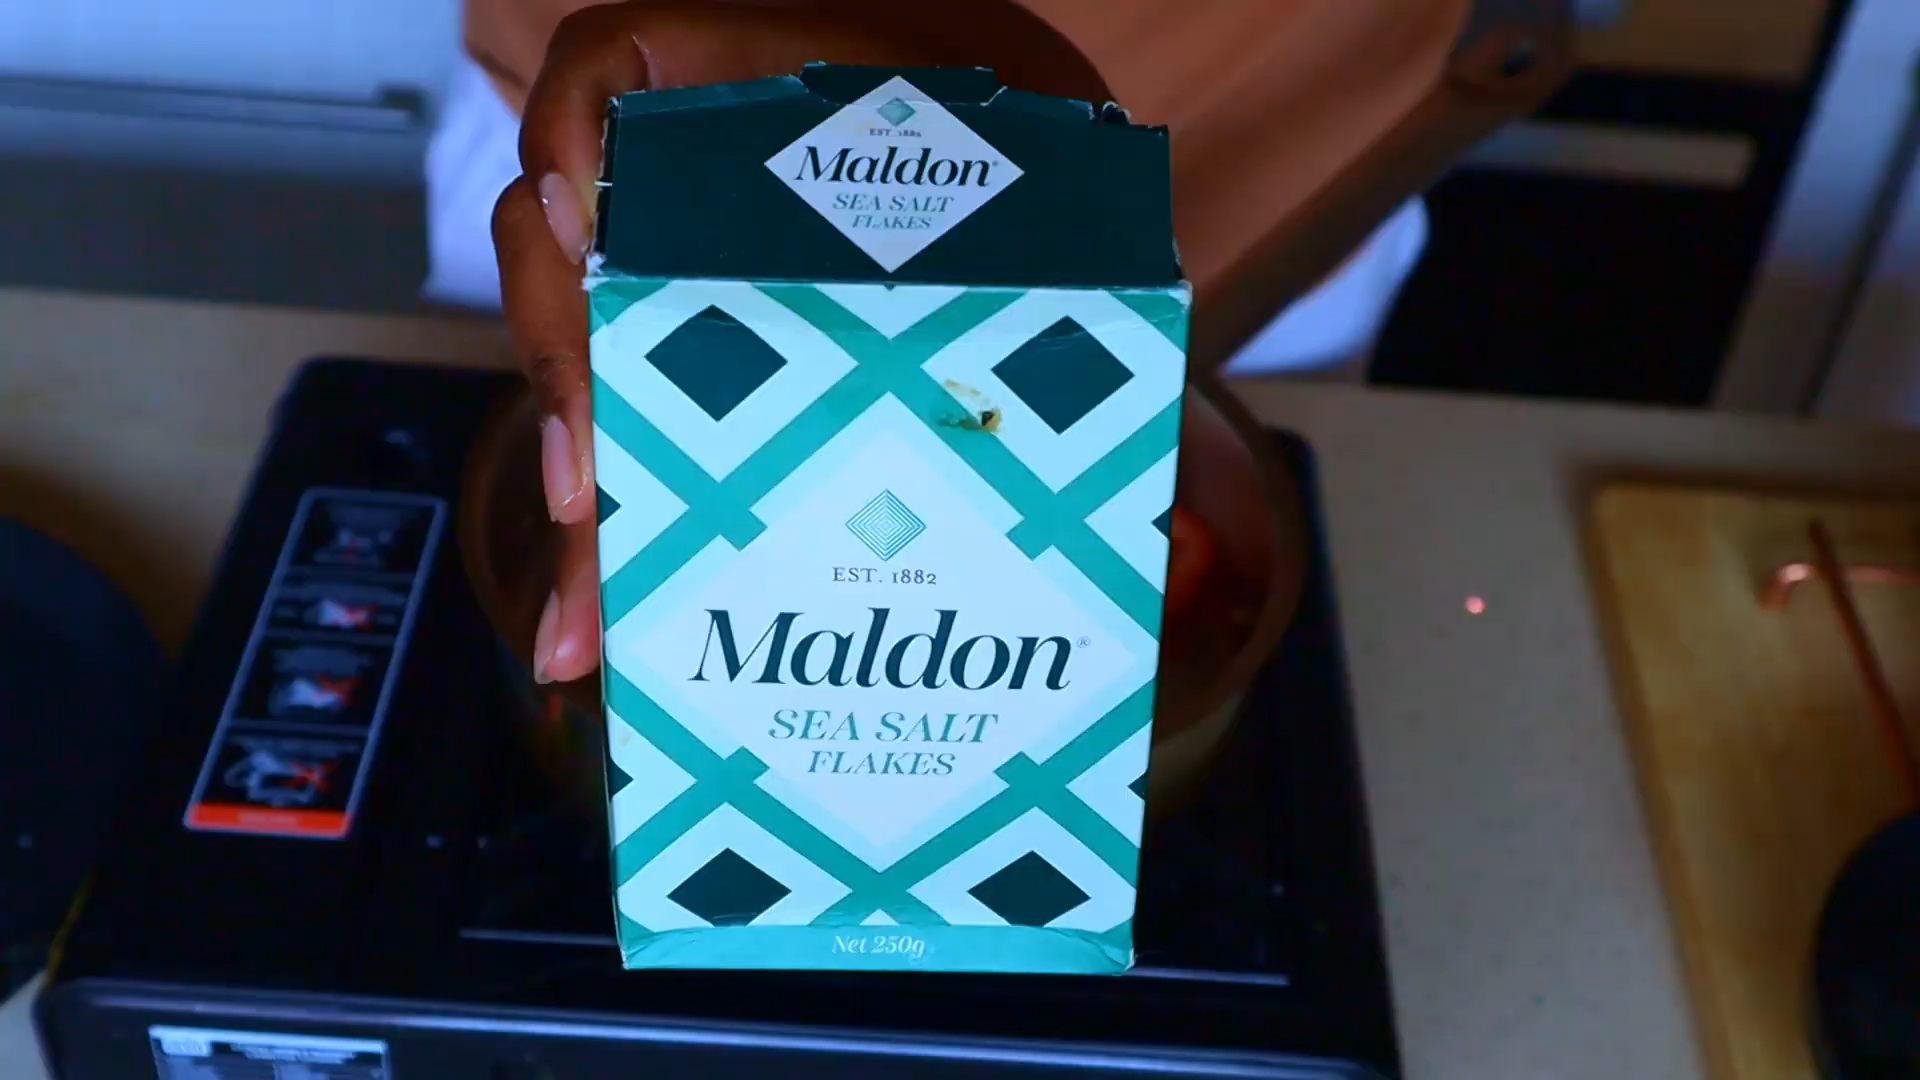 EST. 1882
Maldon®
SEA SALT
FLAKES
EST. 1882
Maldon®
SEA SALT
FLAKES
Net 250g